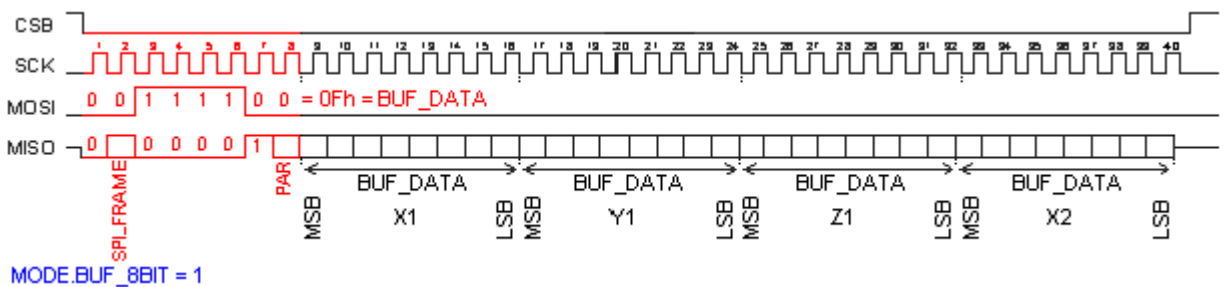 CSB
1 2 3 4 5 6 7 8 9 10 11 12 13 14 15 16 17 18 19 20 21 22 23 24 25 26 27 28 29 30 31 32 33 34 35 36 37 38 39 40
SCK
MOSI 0 0 1 1 1 1 0 0 = 0Fh = BUF_DATA
MISO 0 0 0 0 0 1
SPI_FRAME PAR
BUF_DATA BUF_DATA BUF_DATA BUF_DATA
MSB X1 LSB MSB Y1 LSB MSB Z1 LSB MSB X2 LSB
MODE.BUF_8BIT = 1